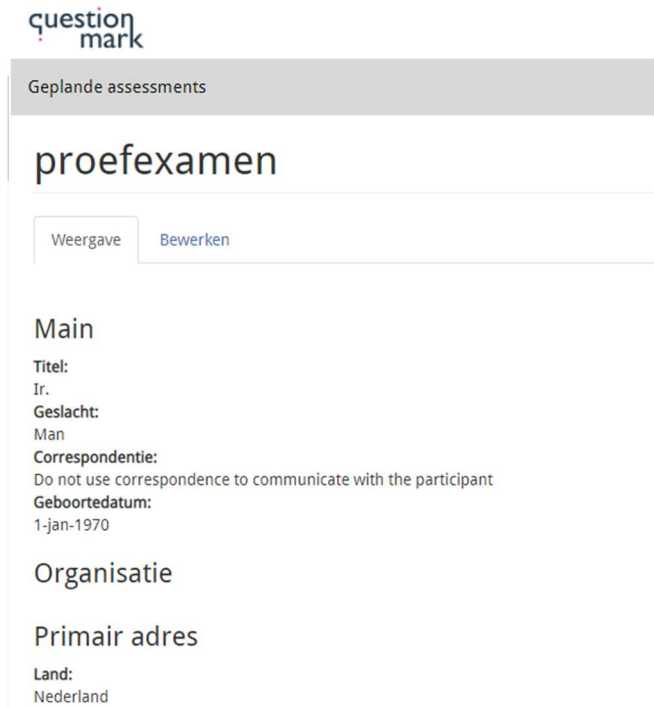 question
mark
Geplande assessments
proefexamen
Weergave Bewerken
Main
Titel:
Ir.
Geslacht:
Man
Correspondentie:
Do not use correspondence to communicate with the participant
Geboortedatum:
1-jan-1970
Organisatie
Primair adres
Land:
Nederland